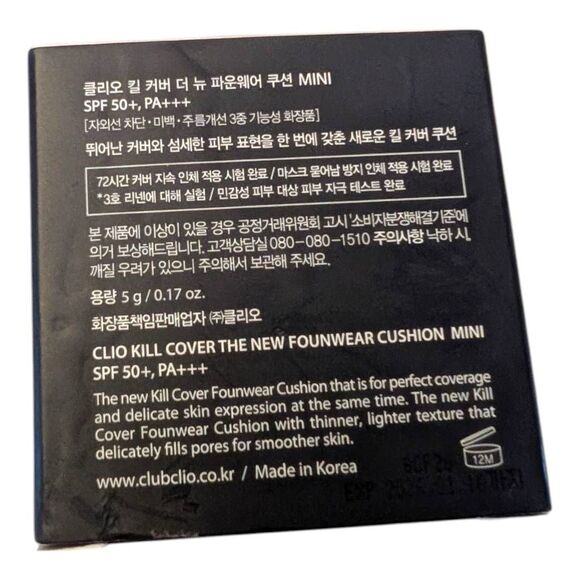 클리오 킬 커버 더 뉴 파운웨어 쿠션 MINI
SPF 50+, PA+++
[자외선 차단·미백·주름개선 3중 기능성 화장품]
뛰어난 커버와 섬세한 피부 표현을 한 번에 갖춘 새로운 킬 커버 쿠션
72시간 커버 지속 인체 적용 시험 완료 / 마스크 묻어남 방지 인체 적용 시험 완료
*3호 리넨에 대해 실험 / 민감성 피부 대상 피부 자극 테스트 완료
본 제품에 이상이 있을 경우 공정거래위원회 고시 '소비자분쟁해결기준'에
의거 보상해드립니다. 고객상담실 080-080-1510 주의사항 낙하 시,
깨질 우려가 있으니 주의해서 보관해 주세요.
용량 5 g / 0.17 oz.
화장품책임판매업자 ㈜클리오
CLIO KILL COVER THE NEW FOUNWEAR CUSHION MINI
SPF 50+, PA+++
The new Kill Cover Founwear Cushion that is for perfect coverage
and delicate skin expression at the same time. The new Kill
Cover Founwear Cushion with thinner, lighter texture that
delicately fills pores for smoother skin.
www.clubclio.co.kr / Made in Korea
12M
EXP